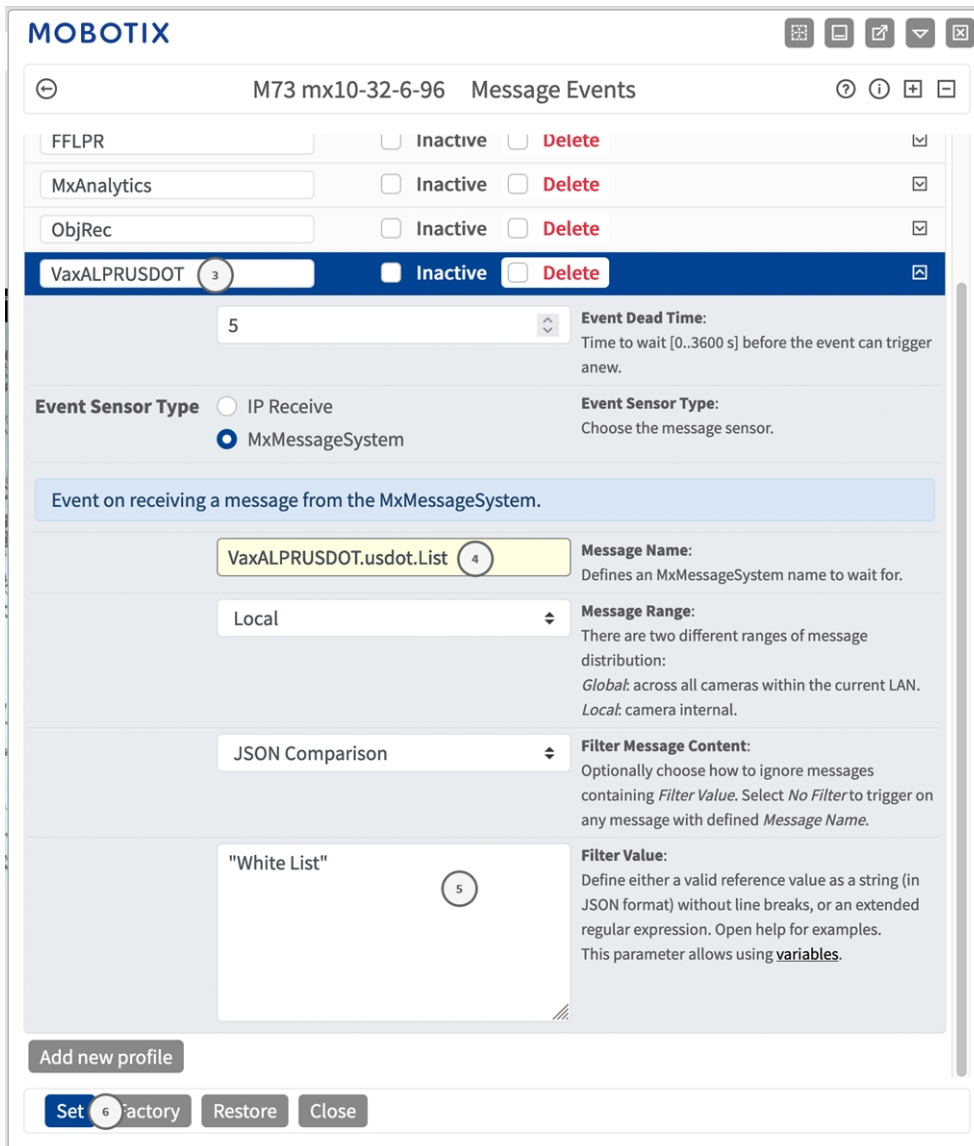 MOBOTIX
M73 mx10-32-6-96 Message Events
FFLPR Inactive Delete
MxAnalytics Inactive Delete
ObjRec Inactive Delete
VaxALPRUSDOT 3 Inactive Delete
5
Event Dead Time:
Time to wait [0..3600 s] before the event can trigger
anew.
Event Sensor Type IP Receive
MxMessageSystem
Event Sensor Type:
Choose the message sensor.
Event on receiving a message from the MxMessageSystem.
VaxALPRUSDOT.usdot.List 4
Message Name:
Defines an MxMessageSystem name to wait for.
Local
Message Range:
There are two different ranges of message
distribution:
Global: across all cameras within the current LAN.
Local: camera internal.
JSON Comparison
Filter Message Content:
Optionally choose how to ignore messages
containing Filter Value. Select No Filter to trigger on
any message with defined Message Name.
"White List"
5
Filter Value:
Define either a valid reference value as a string (in
JSON format) without line breaks, or an extended
regular expression. Open help for examples.
This parameter allows using variables.
Add new profile
Set 6 actory Restore Close